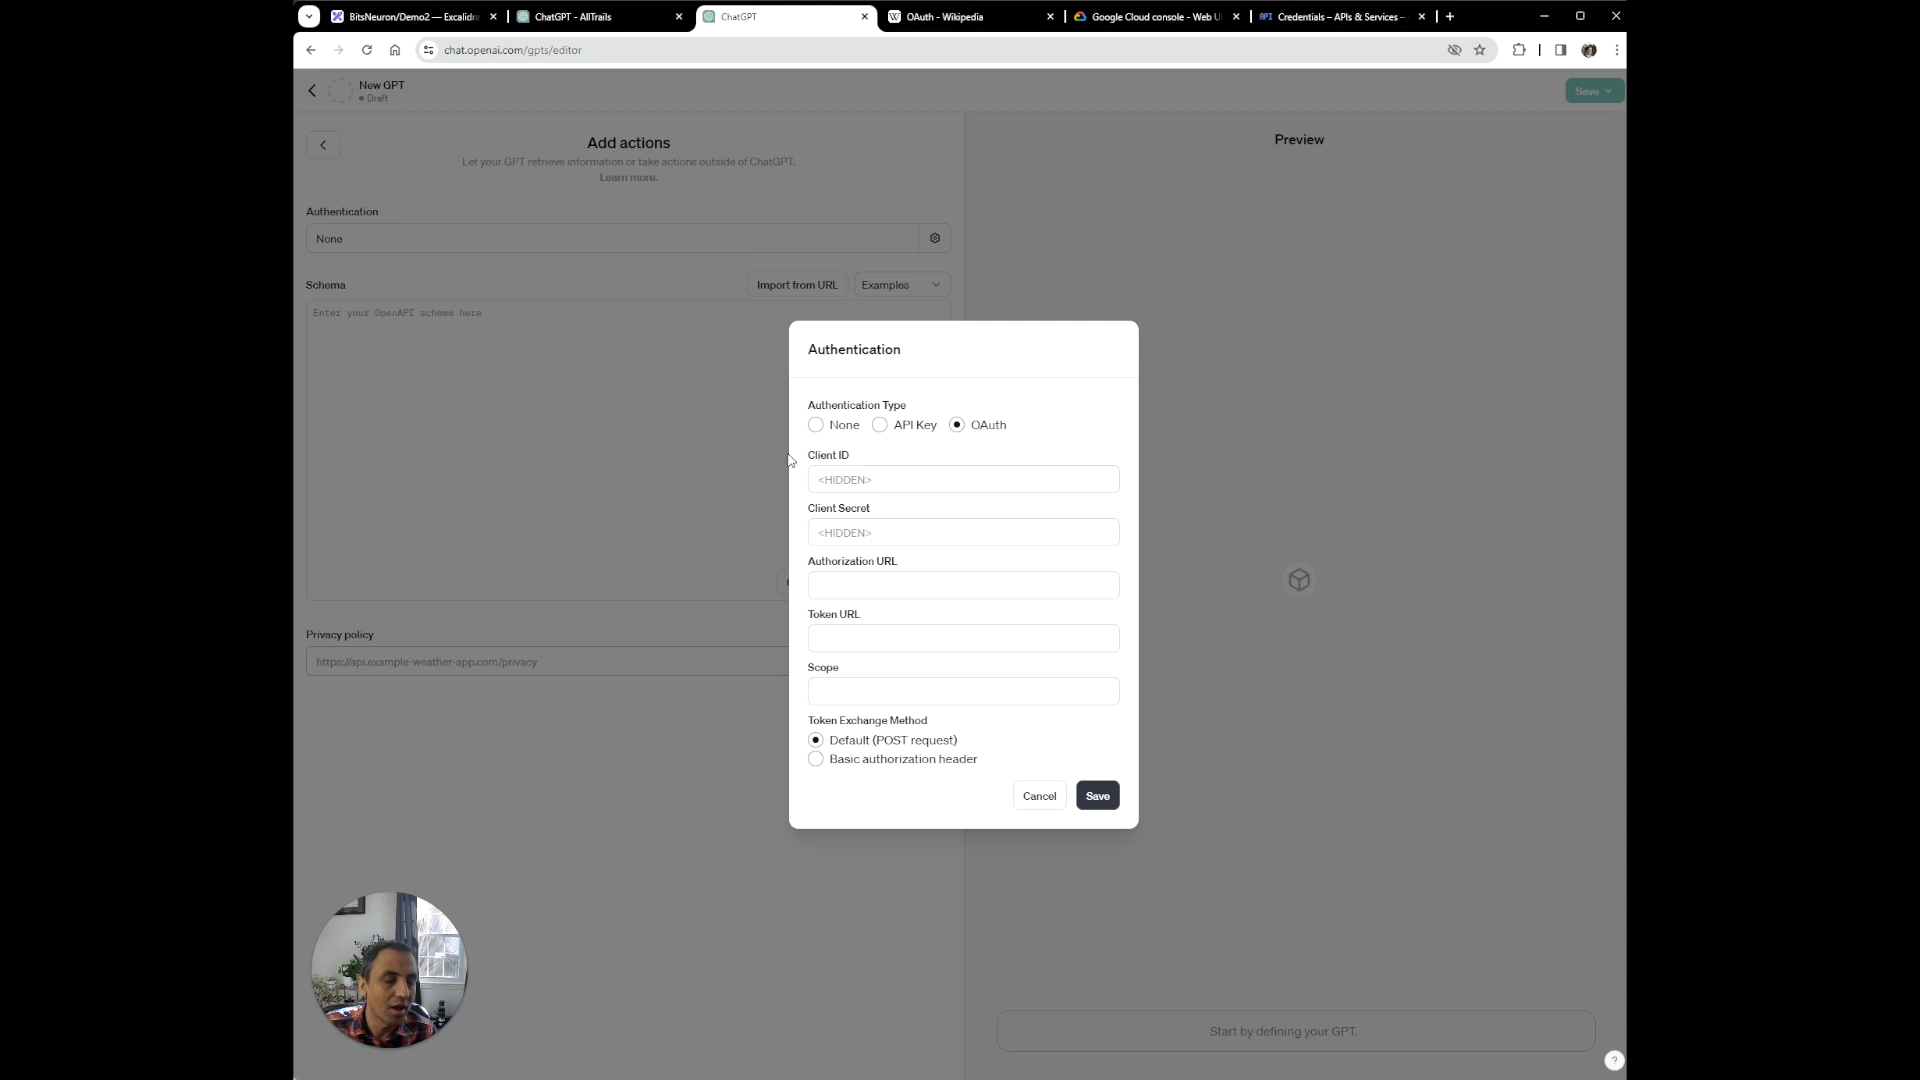 BitsNeuron/Demo2 — Excalidra
ChatGPT - AllTrails
ChatGPT
OAuth - Wikipedia
Google Cloud console - Web UI
API Credentials – APIs & Services –
chat.openai.com/gpts/editor
New GPT
Draft
Save
Add actions
Let your GPT retrieve information or take actions outside of ChatGPT.
Learn more.
Preview
Authentication
None
Schema
Import from URL
Examples
Enter your OpenAPI schema here
Privacy policy
https://api.example-weather-app.com/privacy
Authentication
Authentication Type
None API Key OAuth
Client ID
<HIDDEN>
Client Secret
<HIDDEN>
Authorization URL
Token URL
Scope
Token Exchange Method
Default (POST request)
Basic authorization header
Cancel Save
Start by defining your GPT.
?